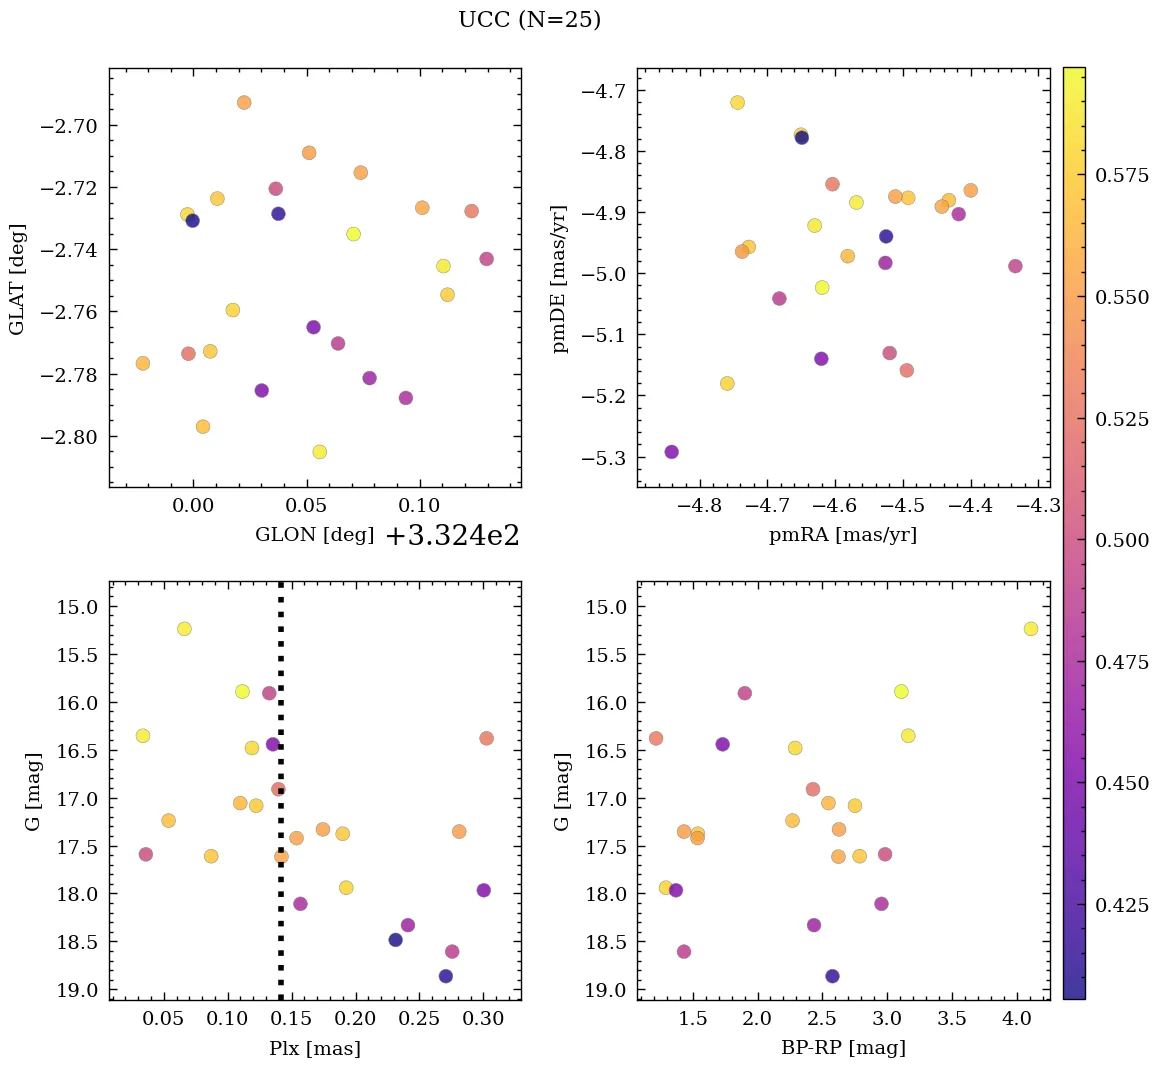 UCC (N=25)
−2.70
−2.72
−2.74
−2.76
−2.78
−2.80
GLAT [deg]
0.00 0.05 0.10
GLON [deg] +3.324e2
−4.7
−4.8
−4.9
−5.0
−5.1
−5.2
−5.3
pmDE [mas/yr]
−4.8 −4.7 −4.6 −4.5 −4.4 −4.3
pmRA [mas/yr]
15.0
15.5
16.0
16.5
17.0
17.5
18.0
18.5
19.0
G [mag]
0.05 0.10 0.15 0.20 0.25 0.30
Plx [mas]
15.0
15.5
16.0
16.5
17.0
17.5
18.0
18.5
19.0
G [mag]
1.5 2.0 2.5 3.0 3.5 4.0
BP-RP [mag]
0.575
0.550
0.525
0.500
0.475
0.450
0.425